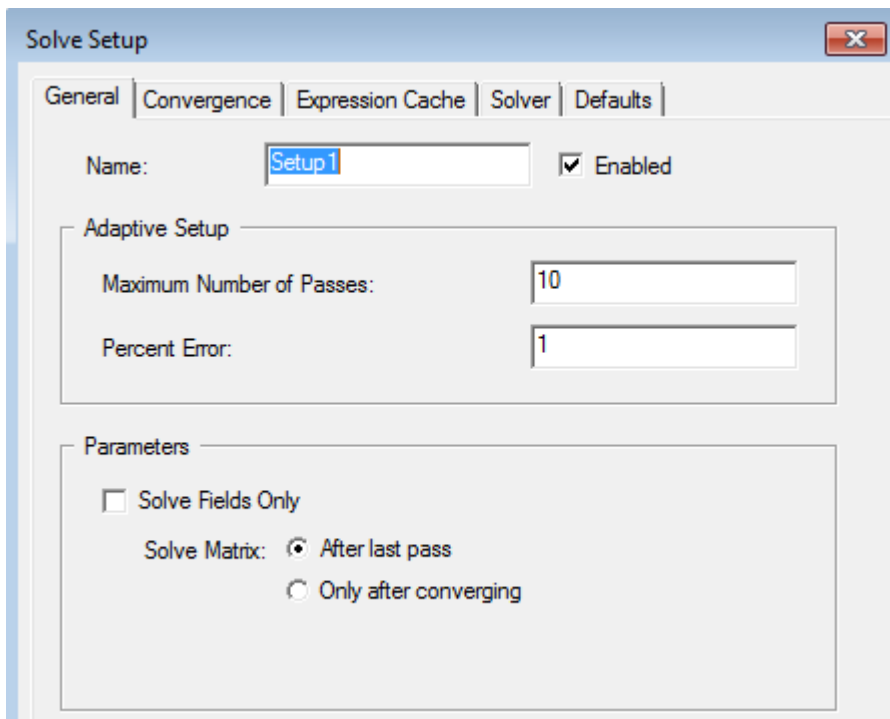 Solve Setup
General Convergence Expression Cache Solver Defaults
Name: Setup1 Enabled
Adaptive Setup
Maximum Number of Passes: 10
Percent Error: 1
Parameters
Solve Fields Only
Solve Matrix: After last pass
Only after converging